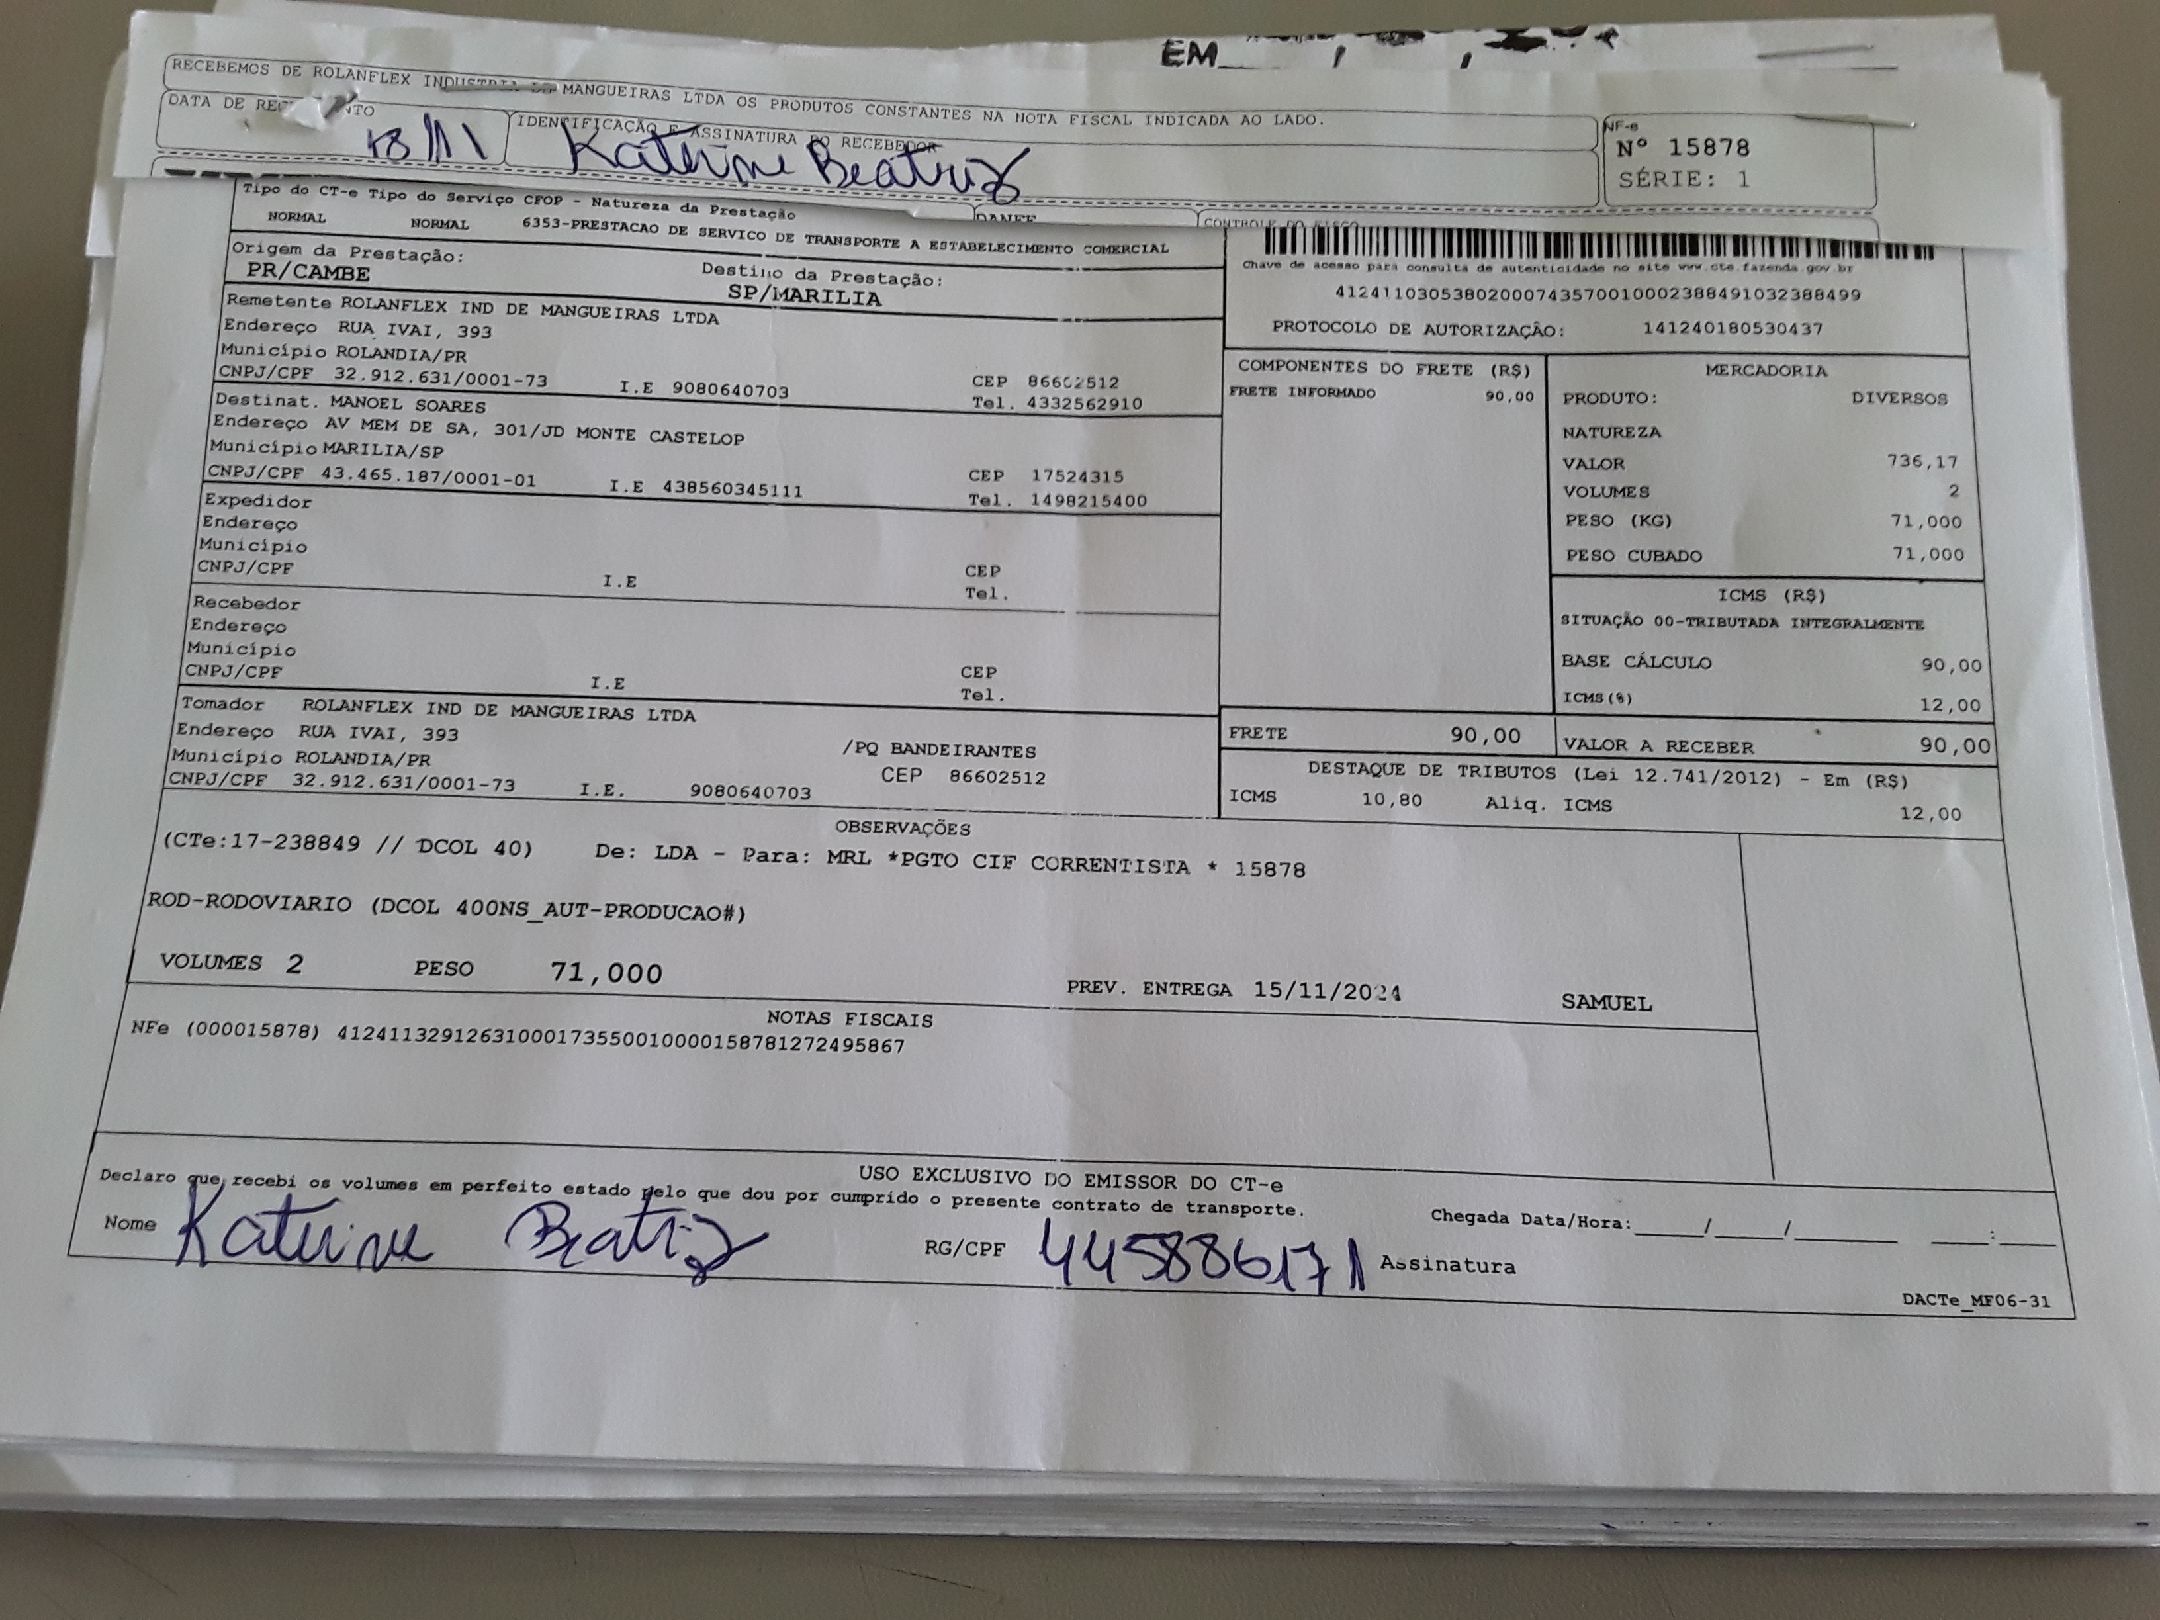 EM
RECEBEMOS DE ROLANFLEX INDUSTRIA DE MANGUEIRAS LTDA OS PRODUTOS CONSTANTES NA NOTA FISCAL INDICADA AO LADO.
DATA DE
18/11
IDENTIFICAÇÃO E ASSINATURA DO RECEBEDOR
Katerine Beatriz
NF-e
Nº 15878
SÉRIE: 1
DANFE
CONTROLE DO FISCO
Tipo do CT-e Tipo do Serviço CFOP - Natureza da Prestação
NORMAL NORMAL 6353-PRESTACAO DE SERVICO DE TRANSPORTE A ESTABELECIMENTO COMERCIAL
Origem da Prestação: Destino da Prestação:
PR/CAMBE SP/MARILIA
Remetente ROLANFLEX IND DE MANGUEIRAS LTDA
Endereço RUA IVAI, 393
Município ROLANDIA/PR CEP 86602512
CNPJ/CPF 32.912.631/0001-73 I.E 9080640703 Tel. 4332562910
Destinat. MANOEL SOARES
Endereço AV MEM DE SA, 301/JD MONTE CASTELOP
Município MARILIA/SP CEP 17524315
CNPJ/CPF 43.465.187/0001-01 I.E 438560345111 Tel. 1498215400
Expedidor
Endereço
Município CEP
CNPJ/CPF I.E Tel.
Recebedor
Endereço
Município CEP
CNPJ/CPF I.E Tel.
Tomador ROLANFLEX IND DE MANGUEIRAS LTDA
Endereço RUA IVAI, 393 /PQ BANDEIRANTES
Município ROLANDIA/PR CEP 86602512
CNPJ/CPF 32.912.631/0001-73 I.E. 9080640703
Chave de acesso para consulta de autenticidade no site www.cte.fazenda.gov.br
41241103053802000743570010002388491032388499
PROTOCOLO DE AUTORIZAÇÃO: 141240180530437
COMPONENTES DO FRETE (R$)
FRETE INFORMADO 90,00
MERCADORIA
PRODUTO: DIVERSOS
NATUREZA
VALOR 736,17
VOLUMES 2
PESO (KG) 71,000
PESO CUBADO 71,000
ICMS (R$)
SITUAÇÃO 00-TRIBUTADA INTEGRALMENTE
BASE CÁLCULO 90,00
ICMS(%) 12,00
FRETE 90,00 VALOR A RECEBER 90,00
DESTAQUE DE TRIBUTOS (Lei 12.741/2012) - Em (R$)
ICMS 10,80 Aliq. ICMS 12,00
OBSERVAÇÕES
(CTe:17-238849 // DCOL 40) De: LDA - Para: MRL *PGTO CIF CORRENTISTA * 15878
ROD-RODOVIARIO (DCOL 400NS_AUT-PRODUCAO#)
VOLUMES 2 PESO 71,000 PREV. ENTREGA 15/11/2024 SAMUEL
NOTAS FISCAIS
NFe (000015878) 41241132912631000173550010000158781272495867
USO EXCLUSIVO DO EMISSOR DO CT-e
Declaro que recebi os volumes em perfeito estado pelo que dou por cumprido o presente contrato de transporte.
Chegada Data/Hora:_____/_____/_______ ____:____
Nome Katerine Beatriz RG/CPF 445886171 Assinatura
DACTe_MF06-31